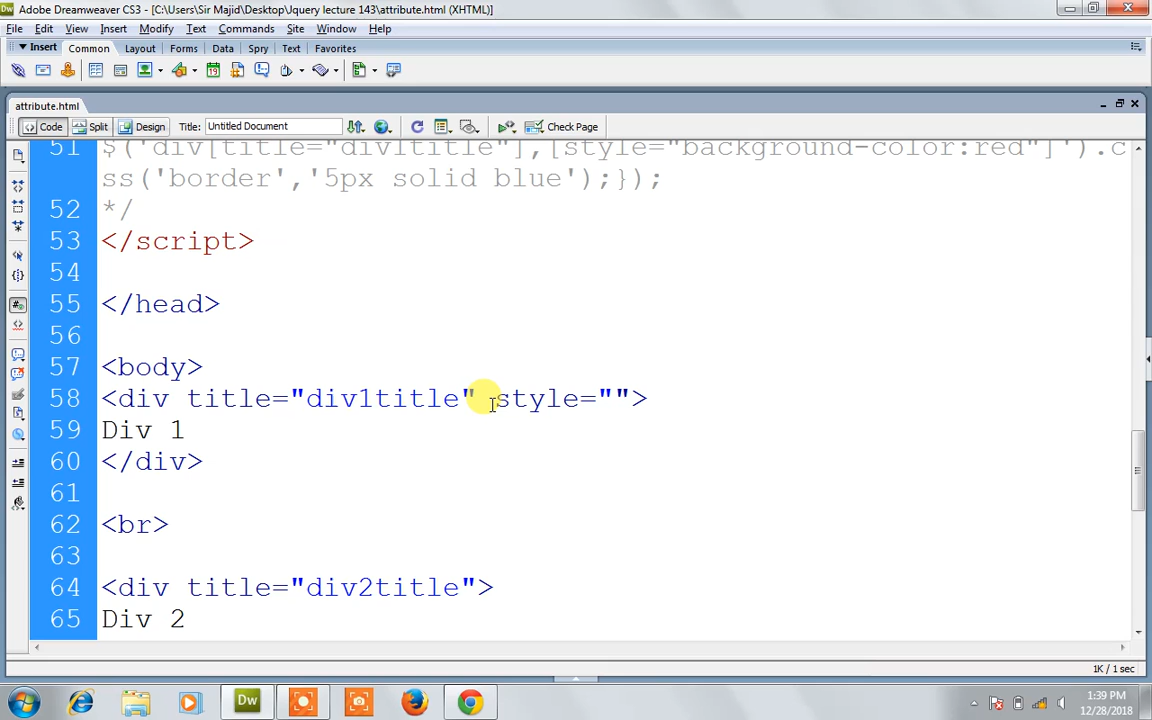 Adobe Dreamweaver CS3 - [C:\Users\Sir Majid\Desktop\Jquery lecture 143\attribute.html (XHTML)]
File Edit View Insert Modify Text Commands Site Window Help
Insert Common Layout Forms Data Spry Text Favorites
attribute.html
Code Split Design Title: Untitled Document Check Page
51 $('div[title="div1title"],[style="background-color:red"]').c
ss('border','5px solid blue');});
52 */
53 </script>
54
55 </head>
56
57 <body>
58 <div title="div1title" style="">
59 Div 1
60 </div>
61
62 <br>
63
64 <div title="div2title">
65 Div 2
1K / 1 sec
Dw
1:39 PM
12/28/2018